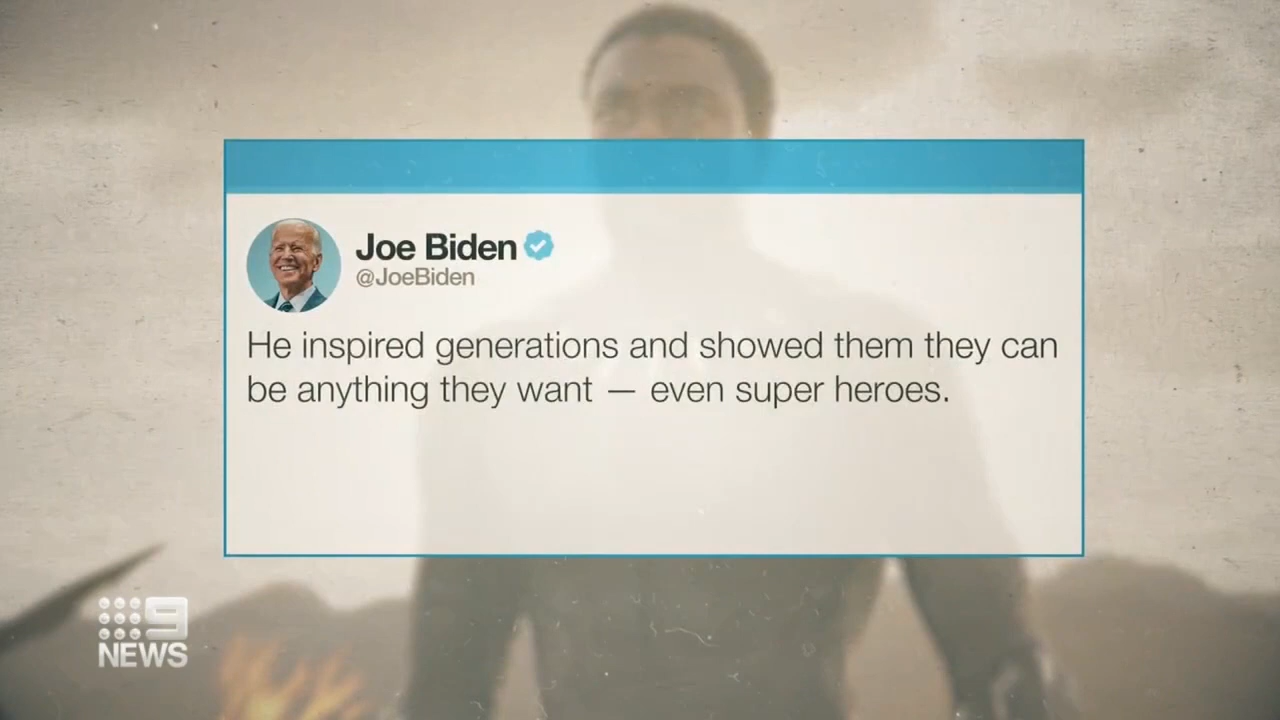 Joe Biden
@JoeBiden
He inspired generations and showed them they can
be anything they want — even super heroes.
9
NEWS